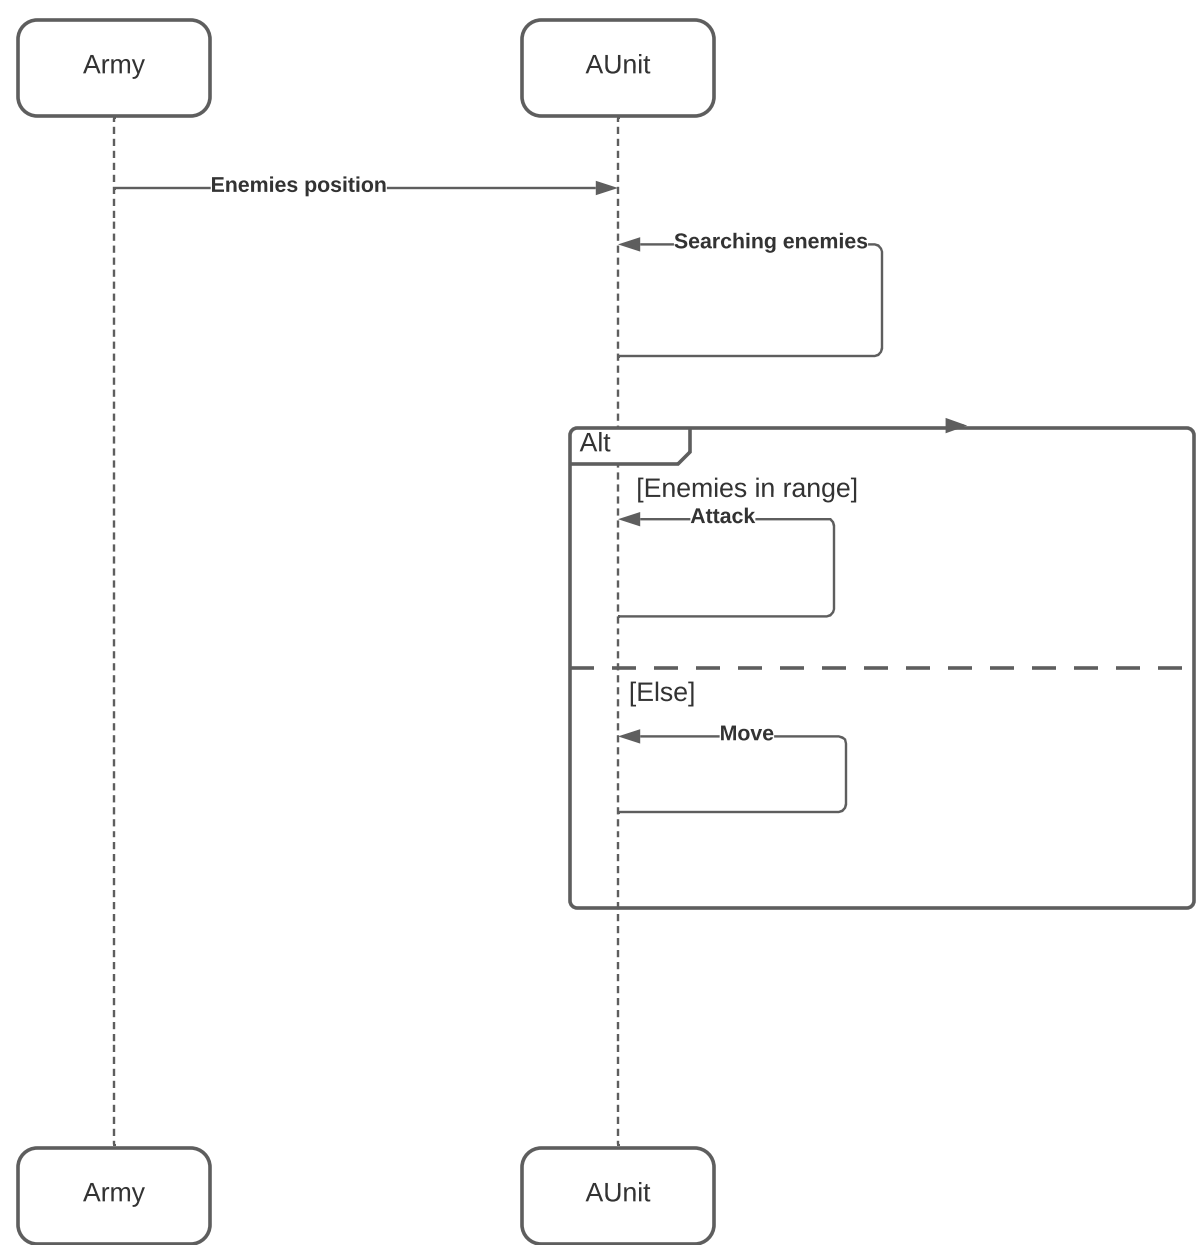 Army
AUnit
Enemies position
Searching enemies
Alt
[Enemies in range]
Attack
[Else]
Move
Army
AUnit